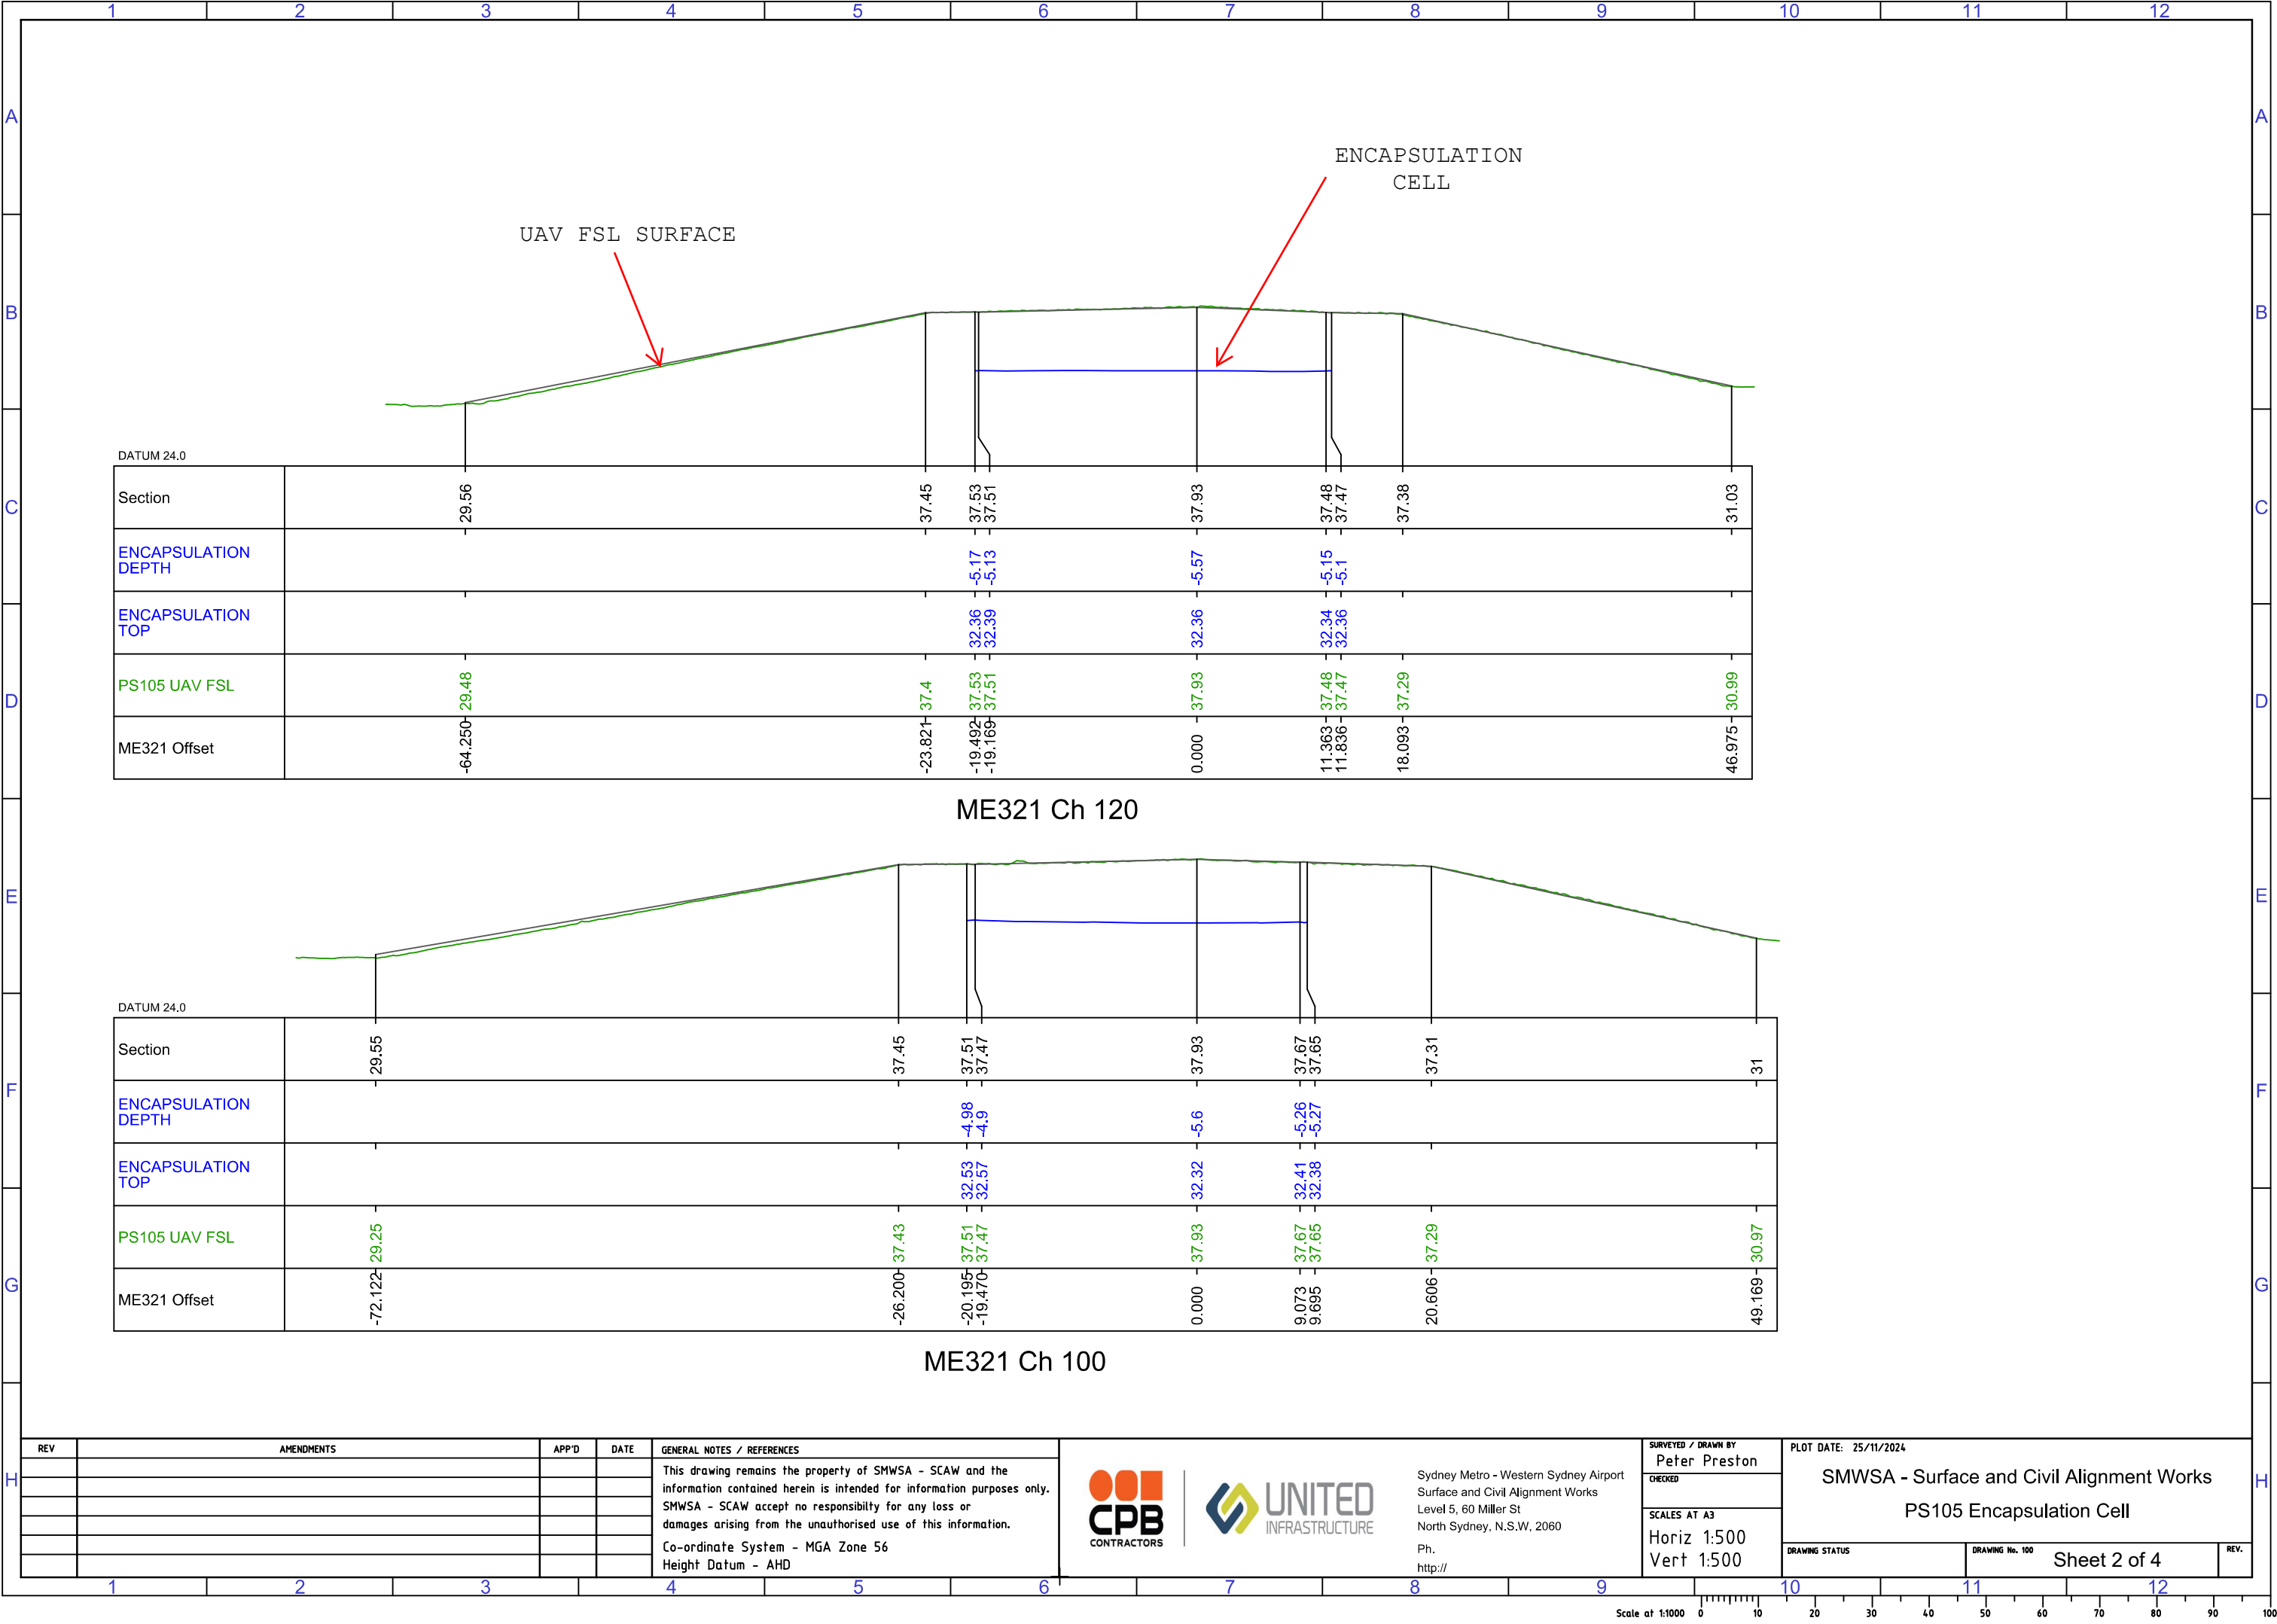 1 2 3 4 5 6 7 8 9 10 11 12
A A
ENCAPSULATION
CELL
UAV FSL SURFACE
B B
DATUM 24.0
C C
Section 29.56 37.45 37.53 37.51 37.93 37.48 37.47 37.38 31.03
ENCAPSULATION
DEPTH -5.17 -5.13 -5.57 -5.15 -5.1
ENCAPSULATION
TOP 32.36 32.39 32.36 32.34 32.36
D D
PS105 UAV FSL 29.48 37.4 37.53 37.51 37.93 37.48 37.47 37.29 30.99
ME321 Offset -64.250 -23.821 -19.492 -19.169 0.000 11.363 11.836 18.093 46.975
ME321 Ch 120
E E
DATUM 24.0
Section 29.55 37.45 37.51 37.47 37.93 37.67 37.65 37.31 31
F F
ENCAPSULATION
DEPTH -4.98 -4.9 -5.6 -5.26 -5.27
ENCAPSULATION
TOP 32.53 32.57 32.32 32.41 32.38
PS105 UAV FSL 29.25 37.43 37.51 37.47 37.93 37.67 37.65 37.29 30.97
G G
ME321 Offset -72.122 -26.200 -20.195 -19.470 0.000 9.073 9.695 20.606 49.169
ME321 Ch 100
H H
REV AMENDMENTS APP'D DATE
GENERAL NOTES / REFERENCES
This drawing remains the property of SMWSA - SCAW and the
information contained herein is intended for information purposes only.
SMWSA - SCAW accept no responsibilty for any loss or
damages arising from the unauthorised use of this information.
Co-ordinate System - MGA Zone 56
Height Datum - AHD
CPB
CONTRACTORS
UNITED
INFRASTRUCTURE
Sydney Metro - Western Sydney Airport
Surface and Civil Alignment Works
Level 5, 60 Miller St
North Sydney, N.S.W, 2060
Ph.
http://
SURVEYED / DRAWN BY
Peter Preston
CHECKED
SCALES AT A3
Horiz 1:500
Vert 1:500
PLOT DATE: 25/11/2024
SMWSA - Surface and Civil Alignment Works
PS105 Encapsulation Cell
DRAWING STATUS
DRAWING No. 100
Sheet 2 of 4
REV.
1 2 3 4 5 6 7 8 9 10 11 12
Scale at 1:1000 0 10 20 30 40 50 60 70 80 90 100